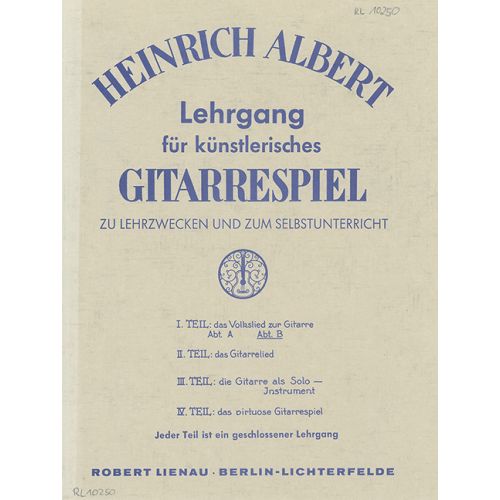 RL 10250
HEINRICH ALBERT
Lehrgang
für künstlerisches
GITARRESPIEL
ZU LEHRZWECKEN UND ZUM SELBSTUNTERRICHT
I. TEIL: das Volkslied zur Gitarre
Abt. A Abt. B
II. TEIL: das Gitarrelied
III. TEIL: die Gitarre als Solo —
Instrument
IV. TEIL: das virtuose Gitarrespiel
Jeder Teil ist ein geschlossener Lehrgang
ROBERT LIENAU · BERLIN-LICHTERFELDE
RL 10250